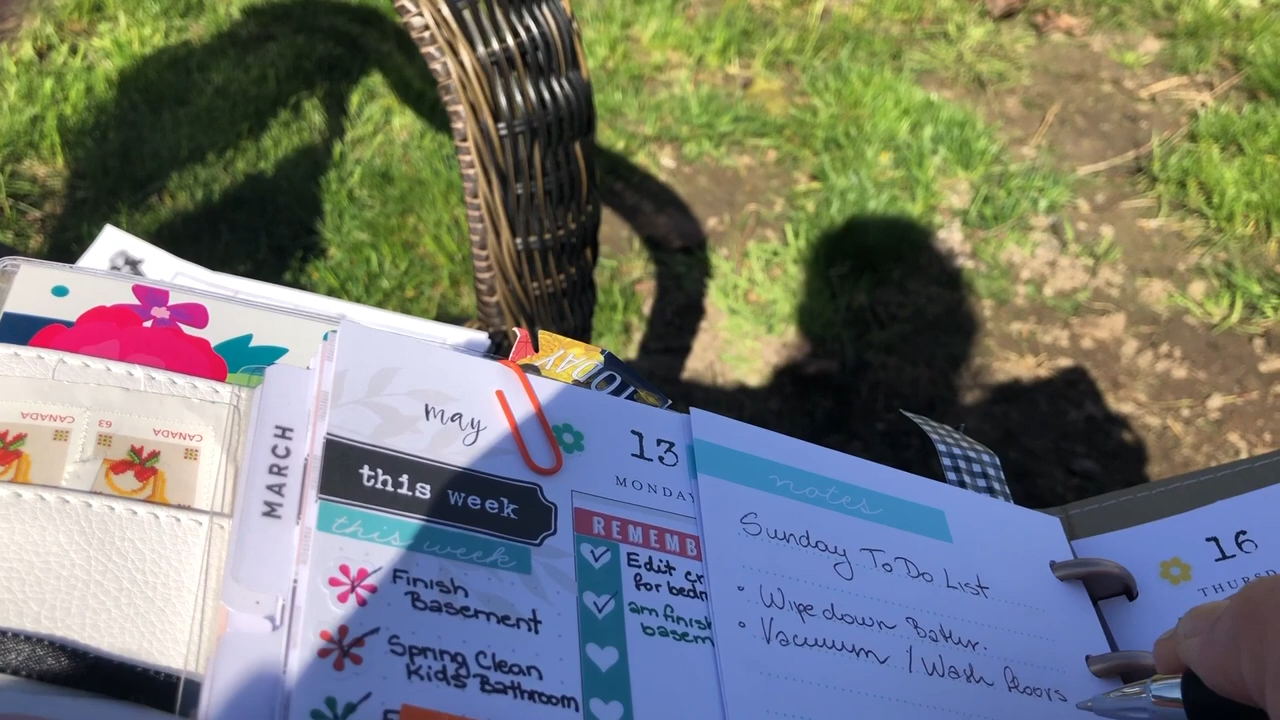 CANADA
CANADA
63
TODAY
MARCH
may
this week
this week
Finish
Basement
Spring Clean
Kids Bathroom
13
MONDAY
REMEMB
Edit
for bedr
am finish
basem
notes
Sunday To Do List
• Wipe down Bathr.
• Vacuum / Wash floors
16
THURSD